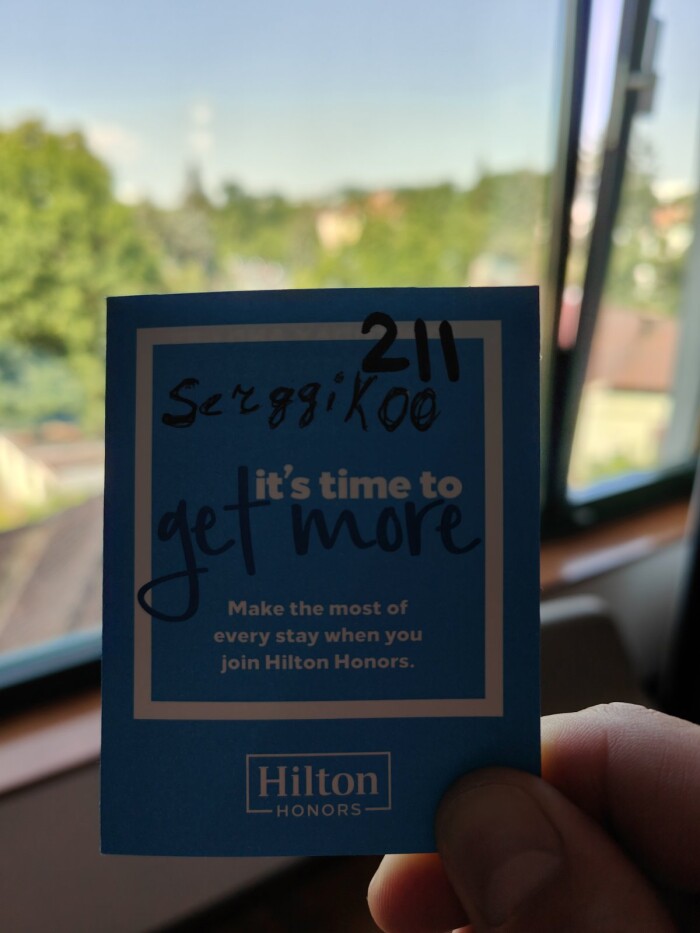 211
SerggiKoo
it's time to
get more
Make the most of
every stay when you
join Hilton Honors.
Hilton
HONORS